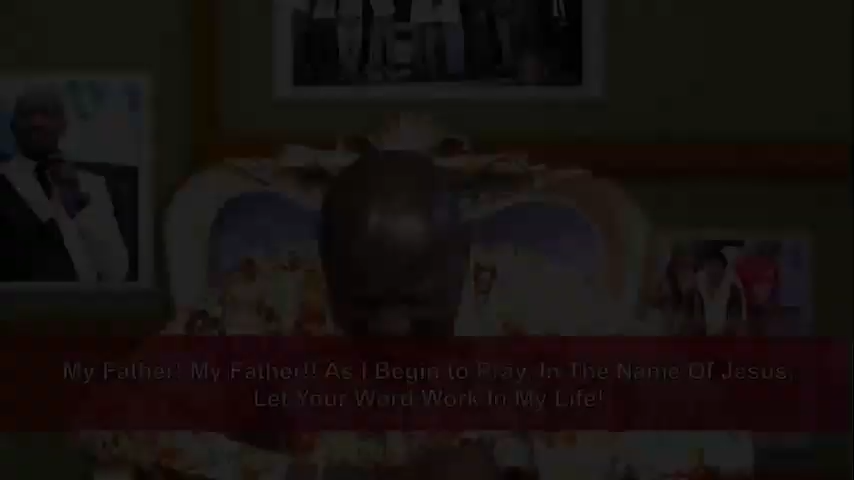 My Father! My Father!! As I Begin to Pray, In The Name Of Jesus,
Let Your Word Work In My Life!